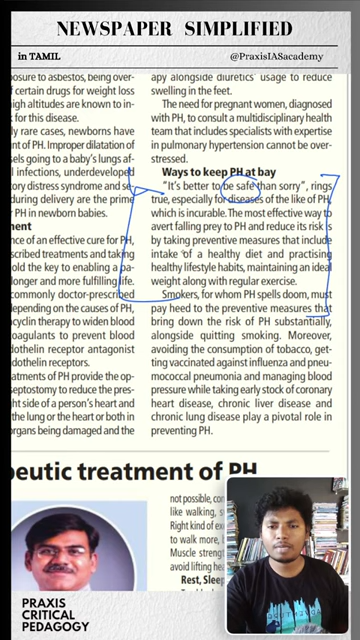 NEWSPAPER SIMPLIFIED
in TAMIL
@PraxisIASacademy
posure to asbestos, being over-
f certain drugs for weight loss
high altitudes are known to in-
k for this disease.
ly rare cases, newborns have
nt of PH. Improper dilatation of
sels going to a baby's lungs af-
l infections, underdeveloped
tory distress syndrome and se-
during delivery are the prime
r PH in newborn babies.
ment
nce of an effective cure for PH,
scribed treatments and taking
old the key to enabling a pa-
longer and more fulfilling life.
commonly doctor-prescribed
depending on the causes of PH,
acyclin therapy to widen blood
coagulants to prevent blood
dothelin receptor antagonist
dothelin receptors.
eatments of PH provide the op-
septostomy to reduce the pres-
ht side of a person's heart and
the lung or the heart or both in
organs being damaged and the
apy alongside diuretics' usage to reduce
swelling in the feet.
The need for pregnant women, diagnosed
with PH, to consult a multidisciplinary health
team that includes specialists with expertise
in pulmonary hypertension cannot be over-
stressed.
Ways to keep PH at bay
"It's better to be safe than sorry", rings
true, especially for diseases of the like of PH,
which is incurable. The most effective way to
avert falling prey to PH and reduce its risk is
by taking preventive measures that include
intake of a healthy diet and practising
healthy lifestyle habits, maintaining an ideal
weight along with regular exercise.
Smokers, for whom PH spells doom, must
pay heed to the preventive measures that
bring down the risk of PH substantially,
alongside quitting smoking. Moreover,
avoiding the consumption of tobacco, get-
ting vaccinated against influenza and pneu-
mococcal pneumonia and managing blood
pressure while taking early stock of coronary
heart disease, chronic liver disease and
chronic lung disease play a pivotal role in
preventing PH.
peutic treatment of PH
not possible, con
like walking, s
Right kind of exe
to walk more, l
Muscle strength
avoid lifting hea
Rest, Sleep
PRAXIS
CRITICAL
PEDAGOGY